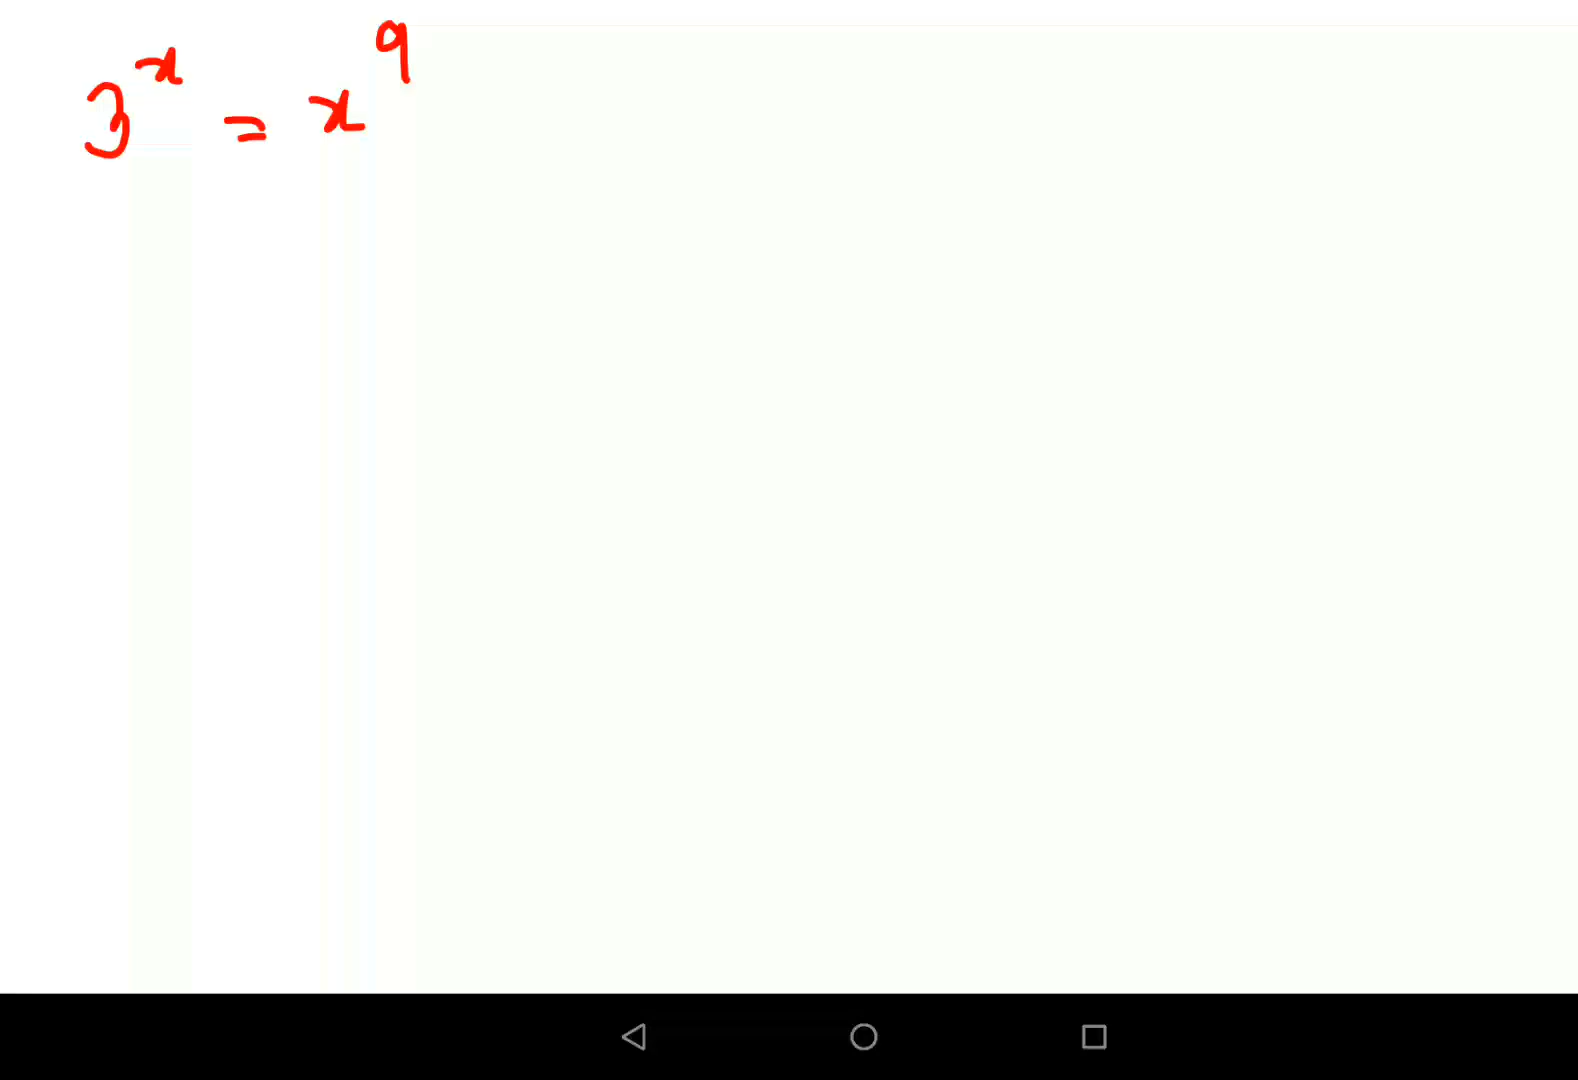 3^x = x^9